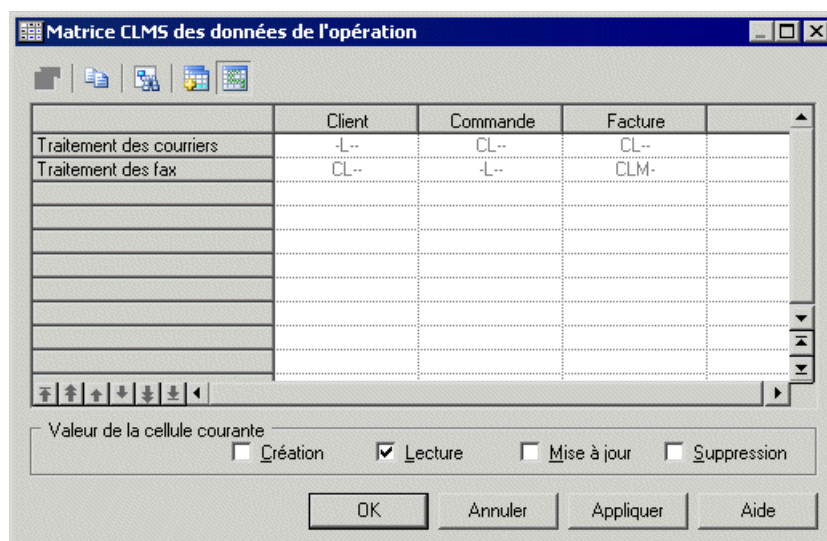 Matrice CLMS des données de l'opération
Client Commande Facture
Traitement des courriers -L-- CL-- CL--
Traitement des fax CL-- -L-- CLM-
Valeur de la cellule courante
Création Lecture Mise à jour Suppression
OK Annuler Appliquer Aide